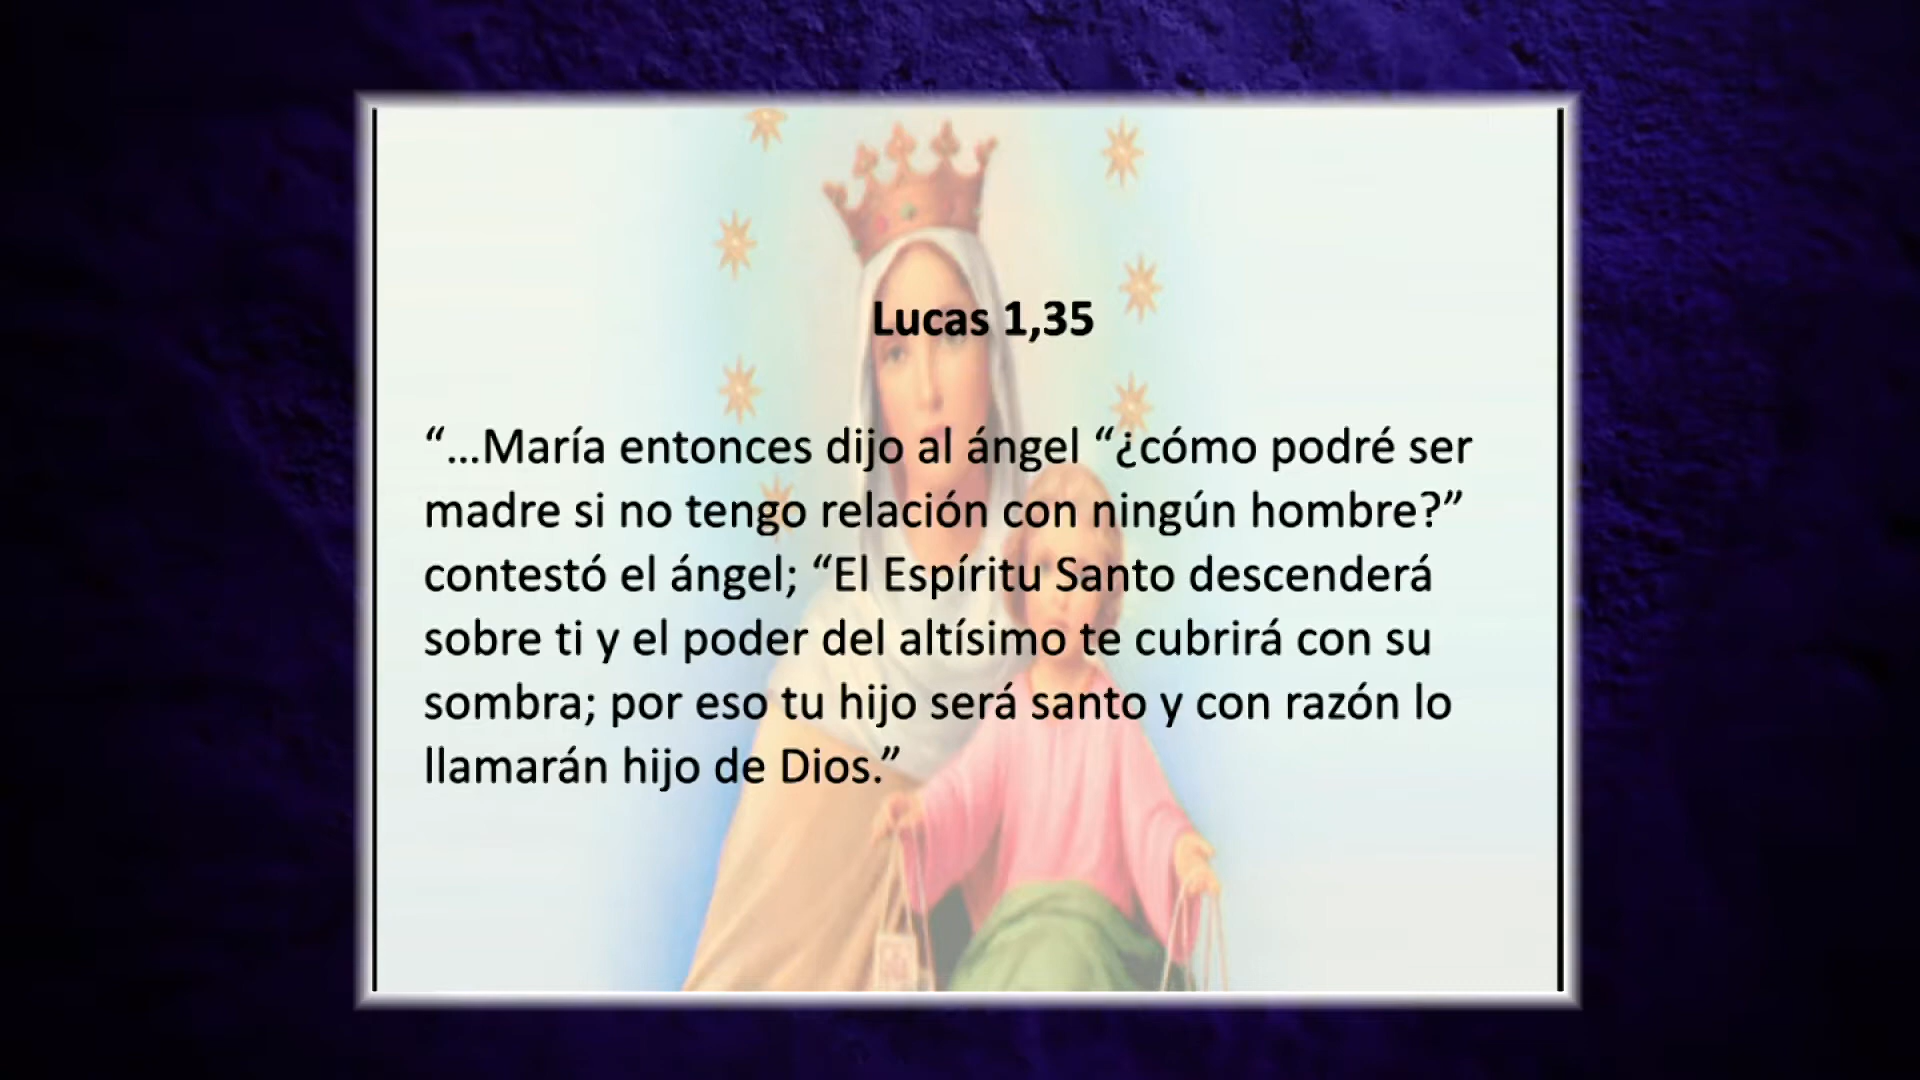 Lucas 1,35
“...María entonces dijo al ángel “¿cómo podré ser
madre si no tengo relación con ningún hombre?”
contestó el ángel; “El Espíritu Santo descenderá
sobre ti y el poder del altísimo te cubrirá con su
sombra; por eso tu hijo será santo y con razón lo
llamarán hijo de Dios.”